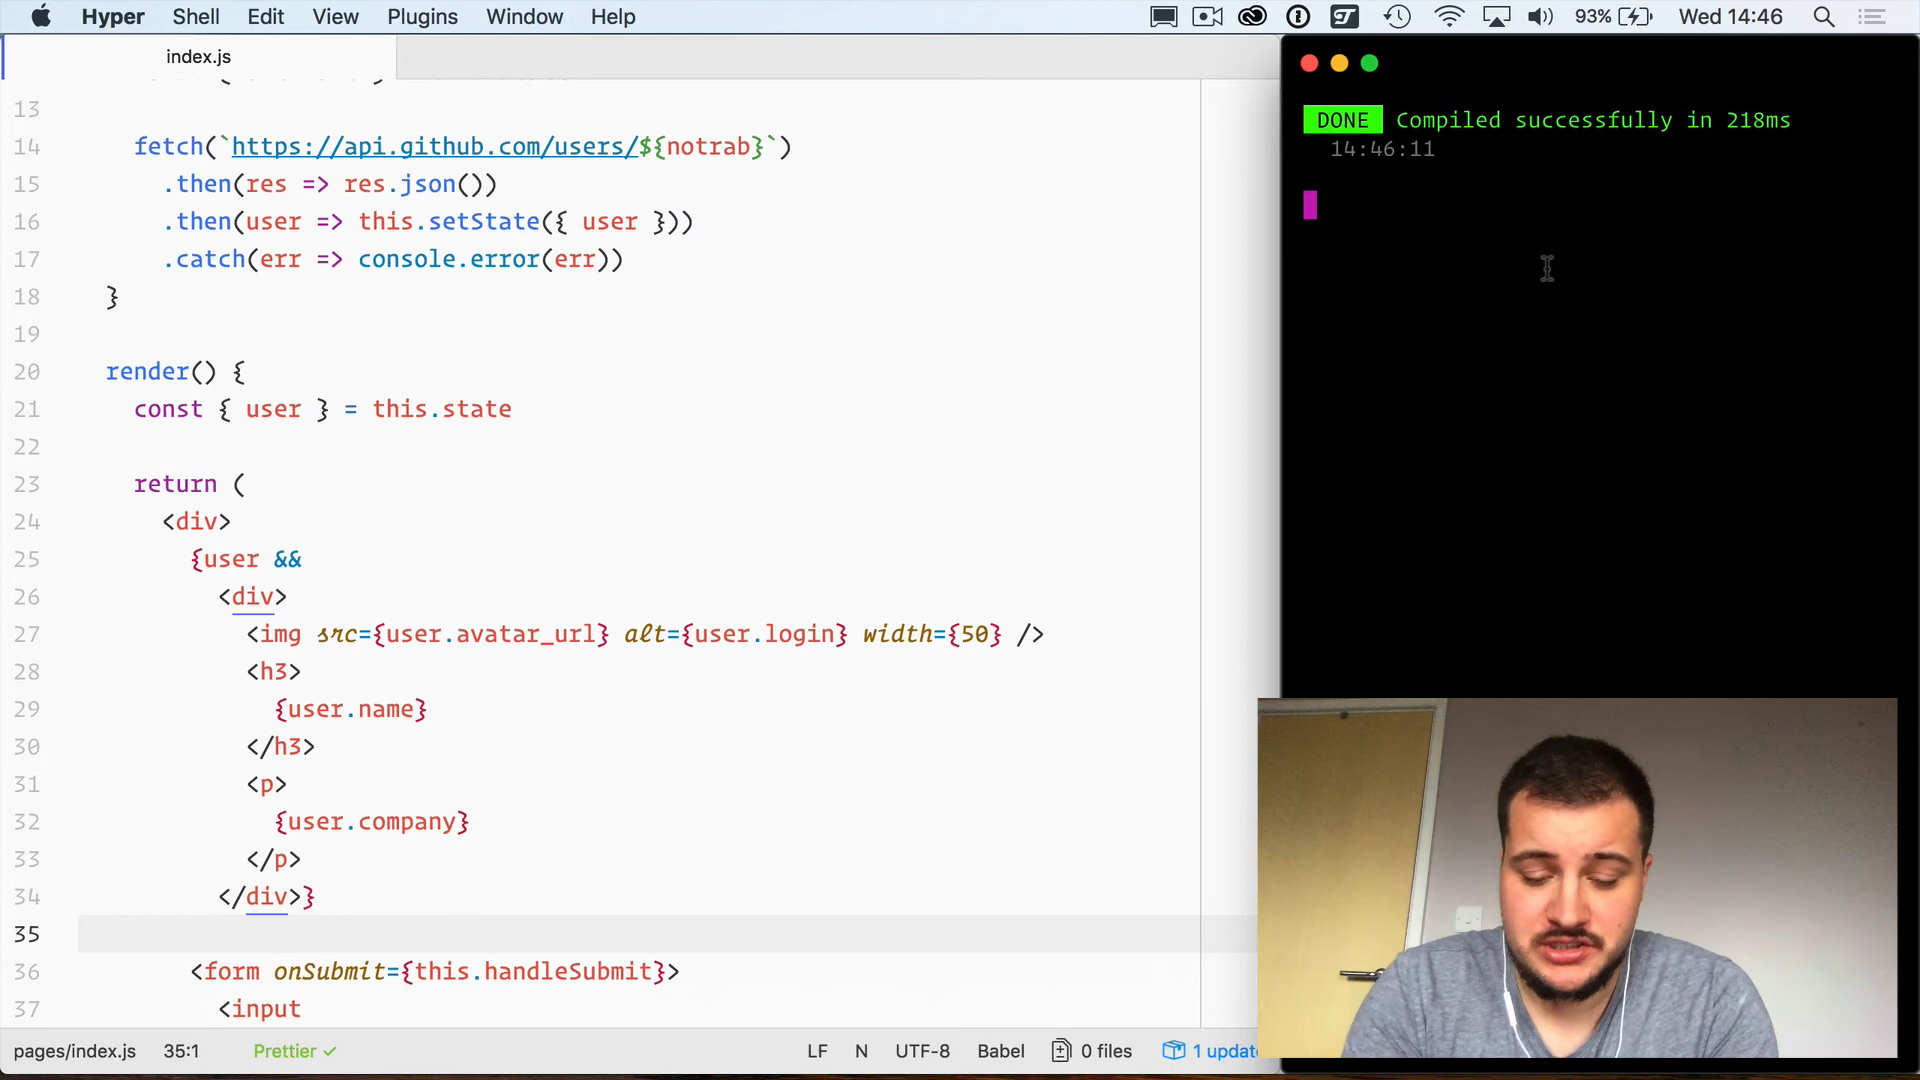 Hyper Shell Edit View Plugins Window Help 93% Wed 14:46
index.js
13
14 fetch(`https://api.github.com/users/${notrab}`)
15 .then(res => res.json())
16 .then(user => this.setState({ user }))
17 .catch(err => console.error(err))
18 }
19
20 render() {
21 const { user } = this.state
22
23 return (
24 <div>
25 {user &&
26 <div>
27 <img src={user.avatar_url} alt={user.login} width={50} />
28 <h3>
29 {user.name}
30 </h3>
31 <p>
32 {user.company}
33 </p>
34 </div>}
35
36 <form onSubmit={this.handleSubmit}>
37 <input
pages/index.js 35:1 Prettier ✓ LF N UTF-8 Babel 0 files 1 update
DONE Compiled successfully in 218ms
14:46:11